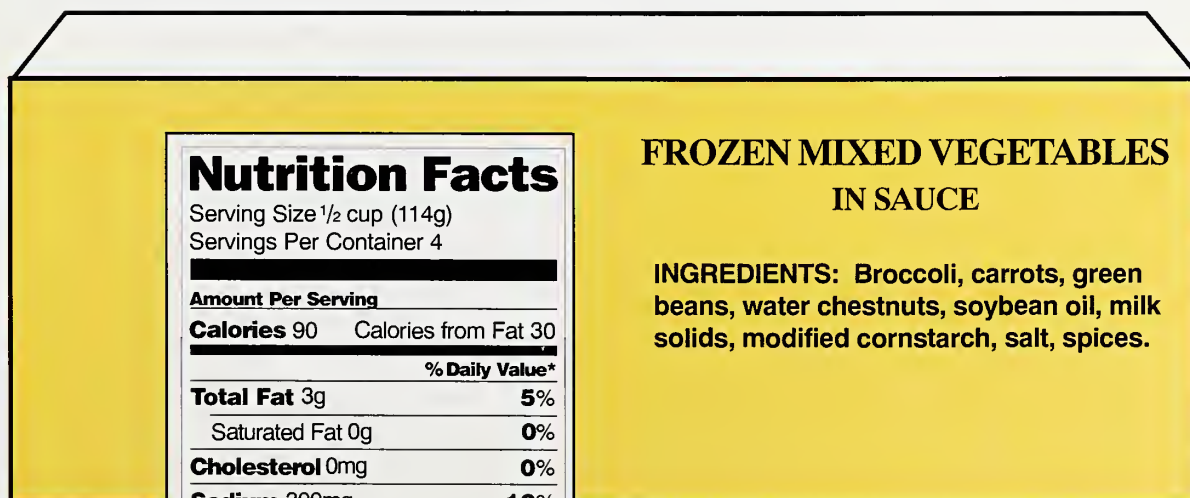 Nutrition Facts
Serving Size 1/2 cup (114g)
Servings Per Container 4
Amount Per Serving
Calories 90 Calories from Fat 30
% Daily Value*
Total Fat 3g 5%
Saturated Fat 0g 0%
Cholesterol 0mg 0%
FROZEN MIXED VEGETABLES
IN SAUCE
INGREDIENTS: Broccoli, carrots, green
beans, water chestnuts, soybean oil, milk
solids, modified cornstarch, salt, spices.